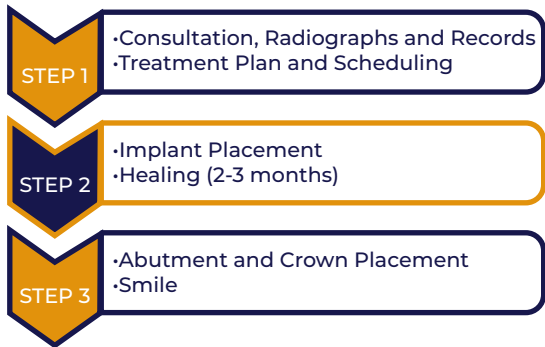 STEP 1
•Consultation, Radiographs and Records
•Treatment Plan and Scheduling
STEP 2
•Implant Placement
•Healing (2-3 months)
STEP 3
•Abutment and Crown Placement
•Smile